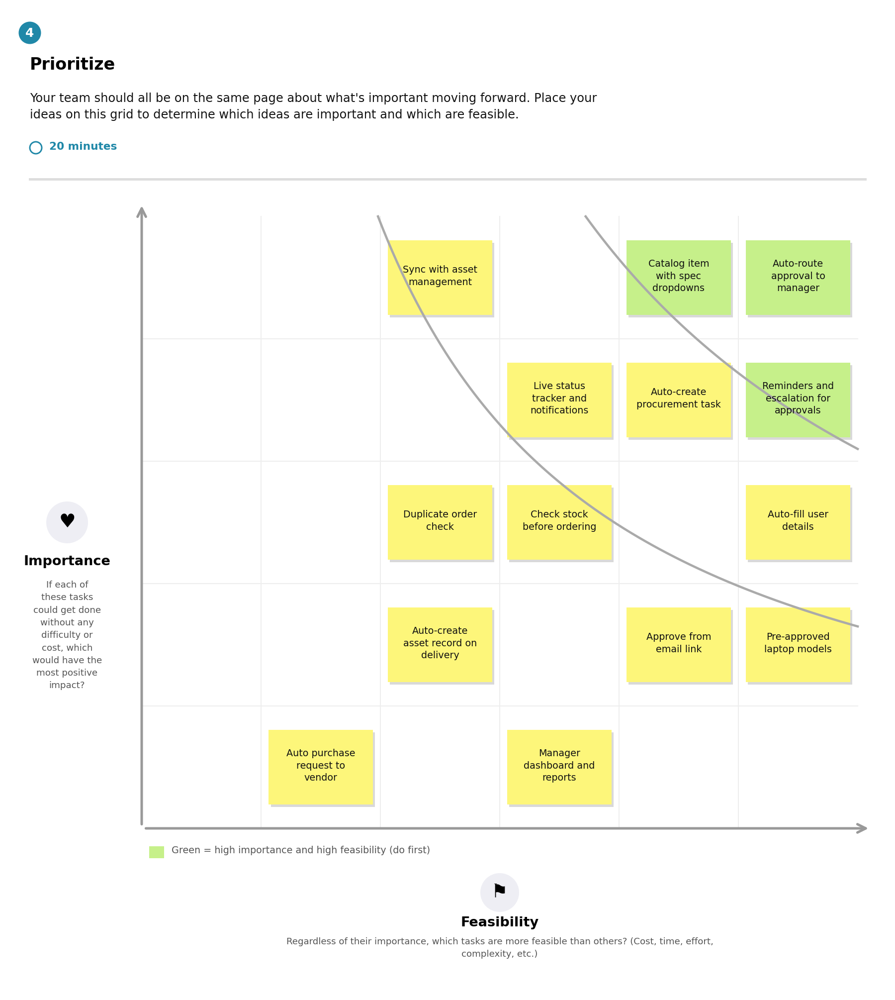 4
Prioritize
Your team should all be on the same page about what's important moving forward. Place your
ideas on this grid to determine which ideas are important and which are feasible.
20 minutes
Sync with asset
management
Catalog item
with spec
dropdowns
Auto-route
approval to
manager
Live status
tracker and
notifications
Auto-create
procurement task
Reminders and
escalation for
approvals
Duplicate order
check
Check stock
before ordering
Auto-fill user
details
Importance
If each of
these tasks
could get done
without any
difficulty or
cost, which
would have the
most positive
impact?
Auto-create
asset record on
delivery
Approve from
email link
Pre-approved
laptop models
Auto purchase
request to
vendor
Manager
dashboard and
reports
Green = high importance and high feasibility (do first)
Feasibility
Regardless of their importance, which tasks are more feasible than others? (Cost, time, effort,
complexity, etc.)